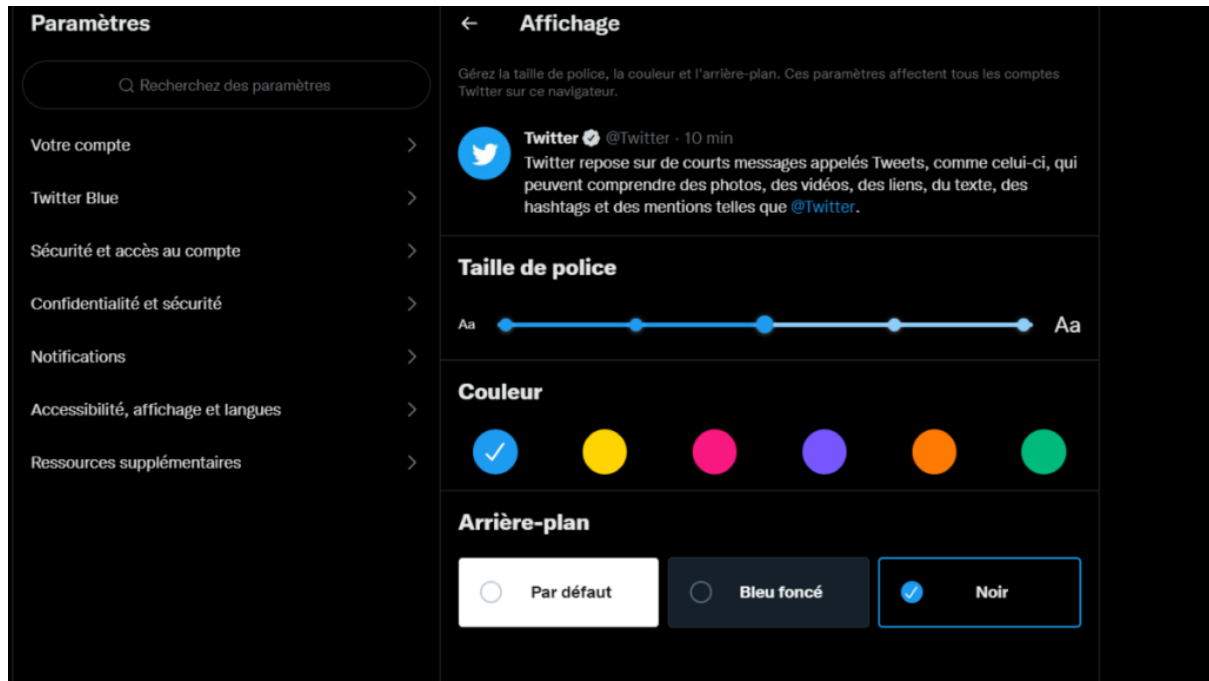 Paramètres
Recherchez des paramètres
Votre compte
Twitter Blue
Sécurité et accès au compte
Confidentialité et sécurité
Notifications
Accessibilité, affichage et langues
Ressources supplémentaires
Affichage
Gérez la taille de police, la couleur et l'arrière-plan. Ces paramètres affectent tous les comptes
Twitter sur ce navigateur.
Twitter @Twitter · 10 min
Twitter repose sur de courts messages appelés Tweets, comme celui-ci, qui
peuvent comprendre des photos, des vidéos, des liens, du texte, des
hashtags et des mentions telles que @Twitter.
Taille de police
Aa Aa
Couleur
Arrière-plan
Par défaut Bleu foncé Noir